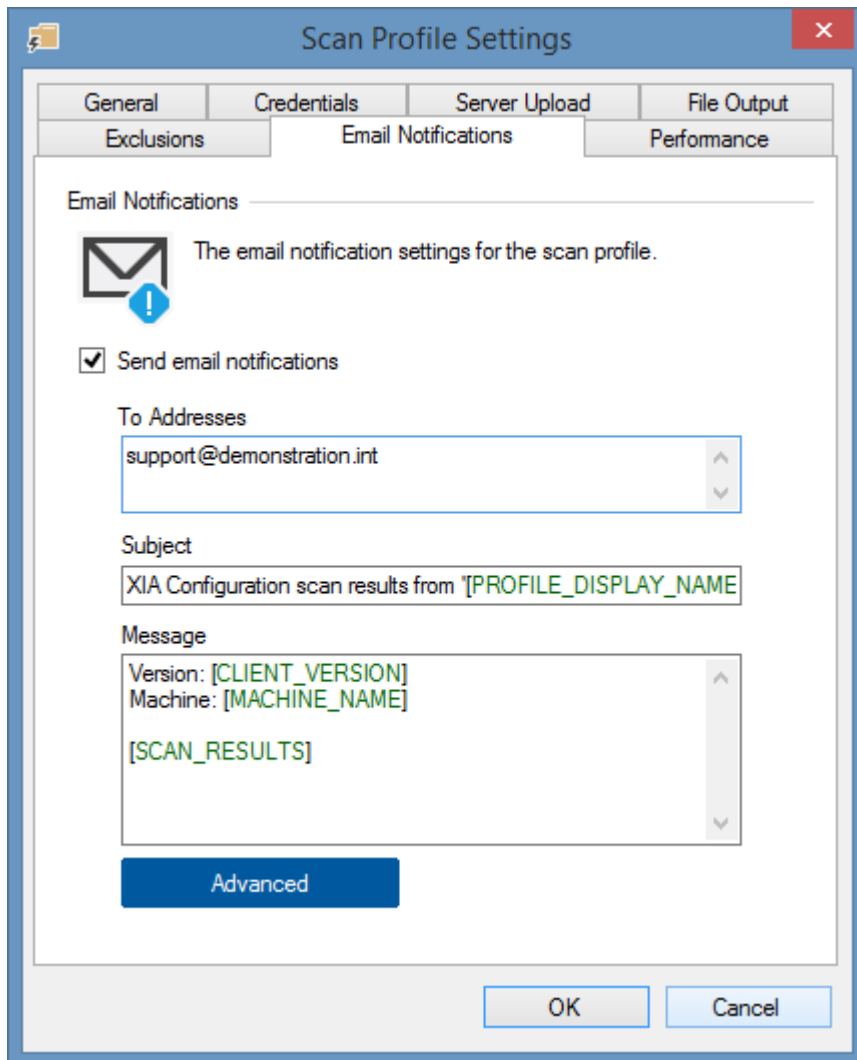 Scan Profile Settings
General Credentials Server Upload File Output
Exclusions Email Notifications Performance
Email Notifications
The email notification settings for the scan profile.
Send email notifications
To Addresses
support@demonstration.int
Subject
XIA Configuration scan results from "[PROFILE_DISPLAY_NAME
Message
Version: [CLIENT_VERSION]
Machine: [MACHINE_NAME]
[SCAN_RESULTS]
Advanced
OK Cancel